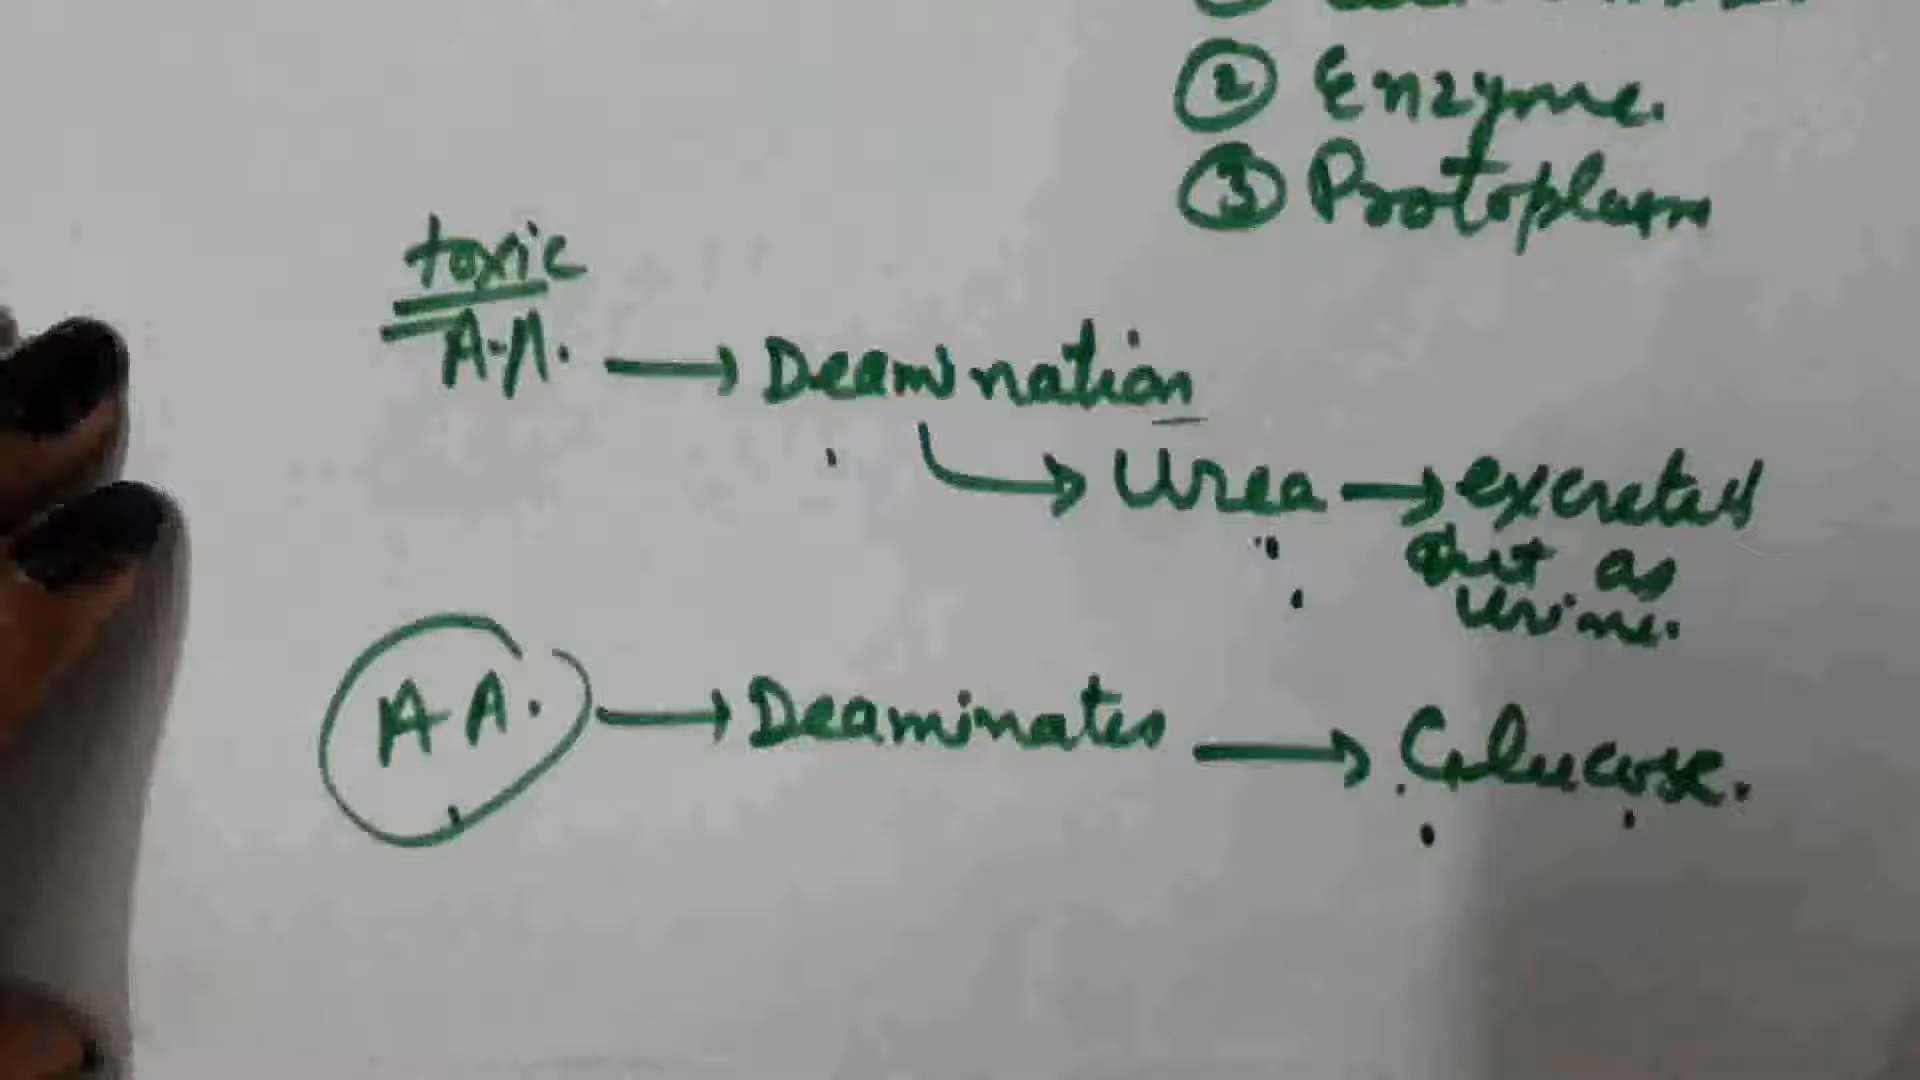 ② Enzyme.
③ Protoplasm
toxic
A.A. → Deamination
→ Urea → excreted
out as
Urine.
A A. → Deaminates → Glucose.